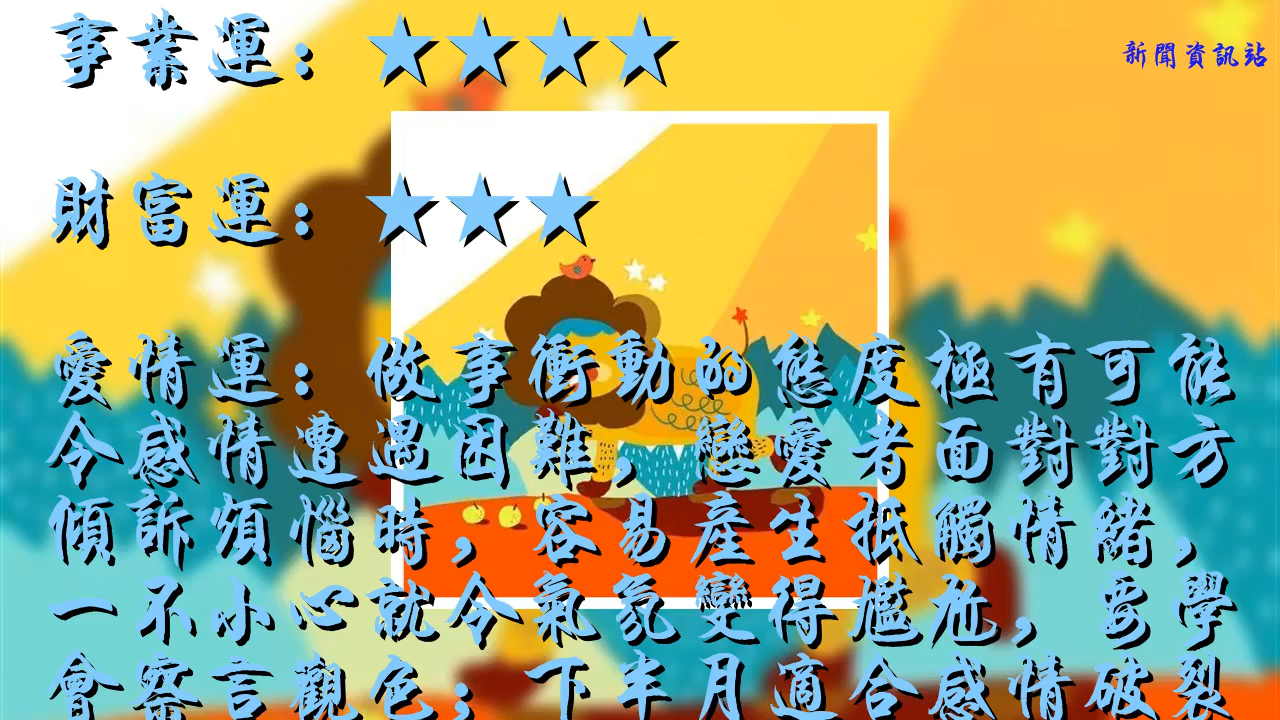 事業運：★★★★
新聞資訊站
財富運：★★★
愛情運：做事衝動的態度極有可能
令感情遭遇困難，戀愛者面對對方
傾訴煩惱時，容易產生抵觸情緒，
一不小心就令氣氛變得尷尬，要學
會察言觀色；下半月適合感情破裂